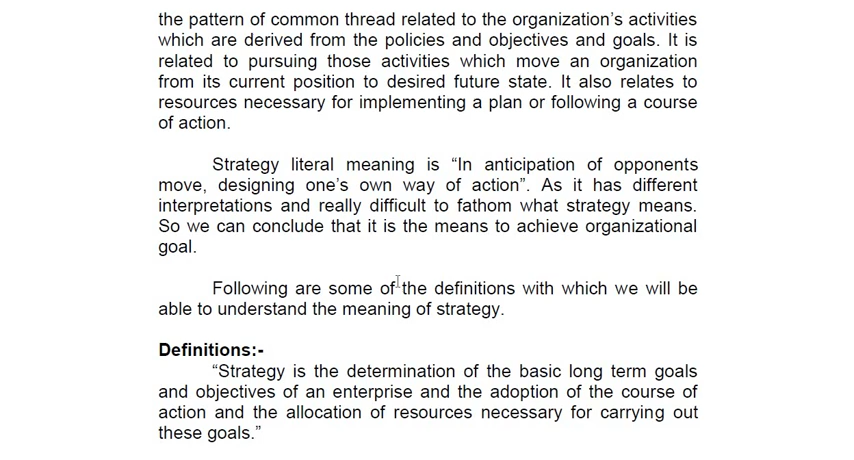 the pattern of common thread related to the organization's activities
which are derived from the policies and objectives and goals. It is
related to pursuing those activities which move an organization
from its current position to desired future state. It also relates to
resources necessary for implementing a plan or following a course
of action.
Strategy literal meaning is “In anticipation of opponents
move, designing one's own way of action”. As it has different
interpretations and really difficult to fathom what strategy means.
So we can conclude that it is the means to achieve organizational
goal.
Following are some of the definitions with which we will be
able to understand the meaning of strategy.
Definitions:-
“Strategy is the determination of the basic long term goals
and objectives of an enterprise and the adoption of the course of
action and the allocation of resources necessary for carrying out
these goals.”